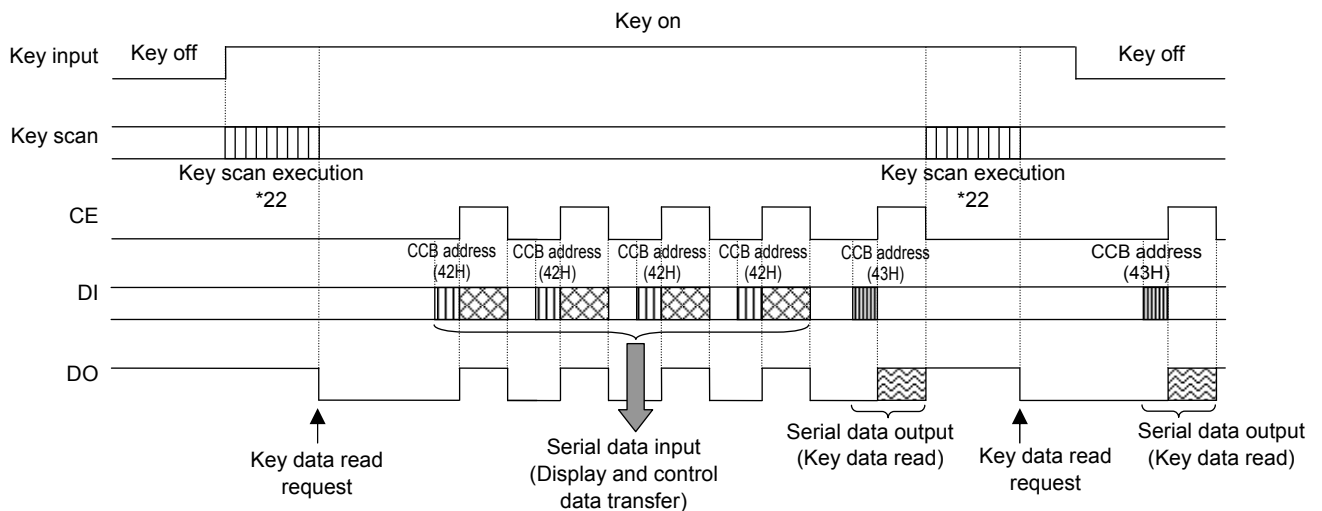 Key on
Key input
Key off
Key off
Key scan
Key scan execution
*22
Key scan execution
*22
CE
CCB address
(42H)
CCB address
(42H)
CCB address
(42H)
CCB address
(42H)
CCB address
(43H)
CCB address
(43H)
DI
DO
Key data read
request
Serial data input
(Display and control
data transfer)
Serial data output
(Key data read)
Key data read
request
Serial data output
(Key data read)